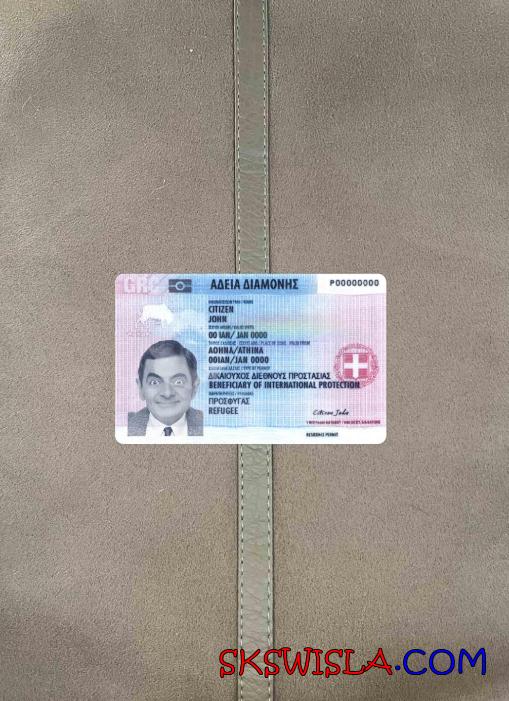 GRC ΑΔΕΙΑ ΔΙΑΜΟΝΗΣ P00000000
CITIZEN
JOHN
00 ΙΑΝ/ JAN 0000
ΑΘΗΝΑ/ATHINA
00ΙΑΝ/JAN 0000
ΔΙΚΑΙΟΥΧΟΣ ΔΙΕΘΝΟΥΣ ΠΡΟΣΤΑΣΙΑΣ
BENEFICIARY OF INTERNATIONAL PROTECTION
ΠΡΟΣΦΥΓΑΣ
REFUGEE
Citizen John
RESIDENCE PERMIT
SKSWISLA.COM